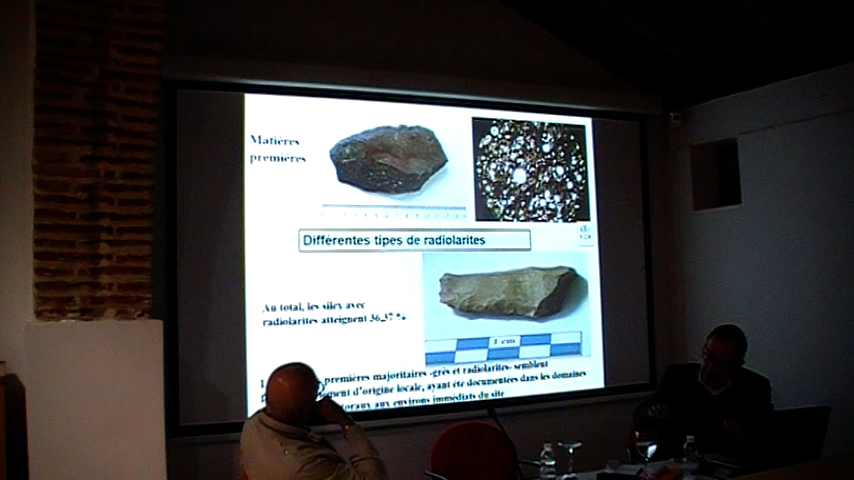 Matières
premières
Différentes tipes de radiolarites
Au total, les silex avec
radiolarites atteignent 36,37 %
1 cm
premières majoritaires -grès et radiolarites- semblent
d'origine locale, ayant été documentées dans les domaines
aux environs immédiats du site